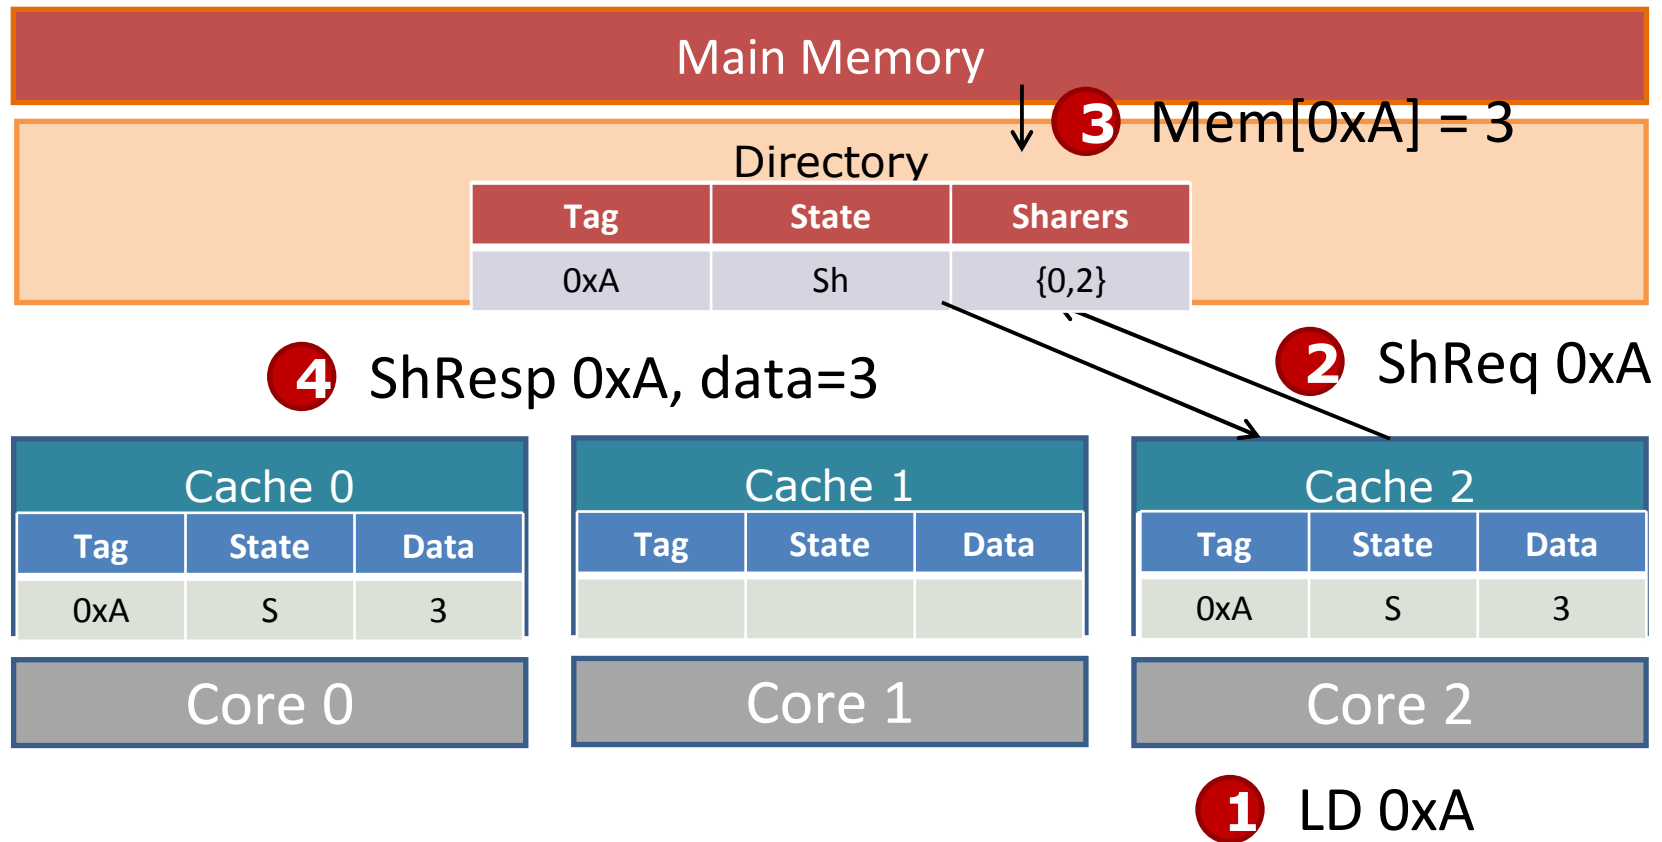 Main Memory
3 Mem[0xA] = 3
Directory
Tag State Sharers
0xA Sh {0,2}
4 ShResp 0xA, data=3
2 ShReq 0xA
Cache 0
Tag State Data
0xA S 3
Core 0
Cache 1
Tag State Data
Core 1
Cache 2
Tag State Data
0xA S 3
Core 2
1 LD 0xA